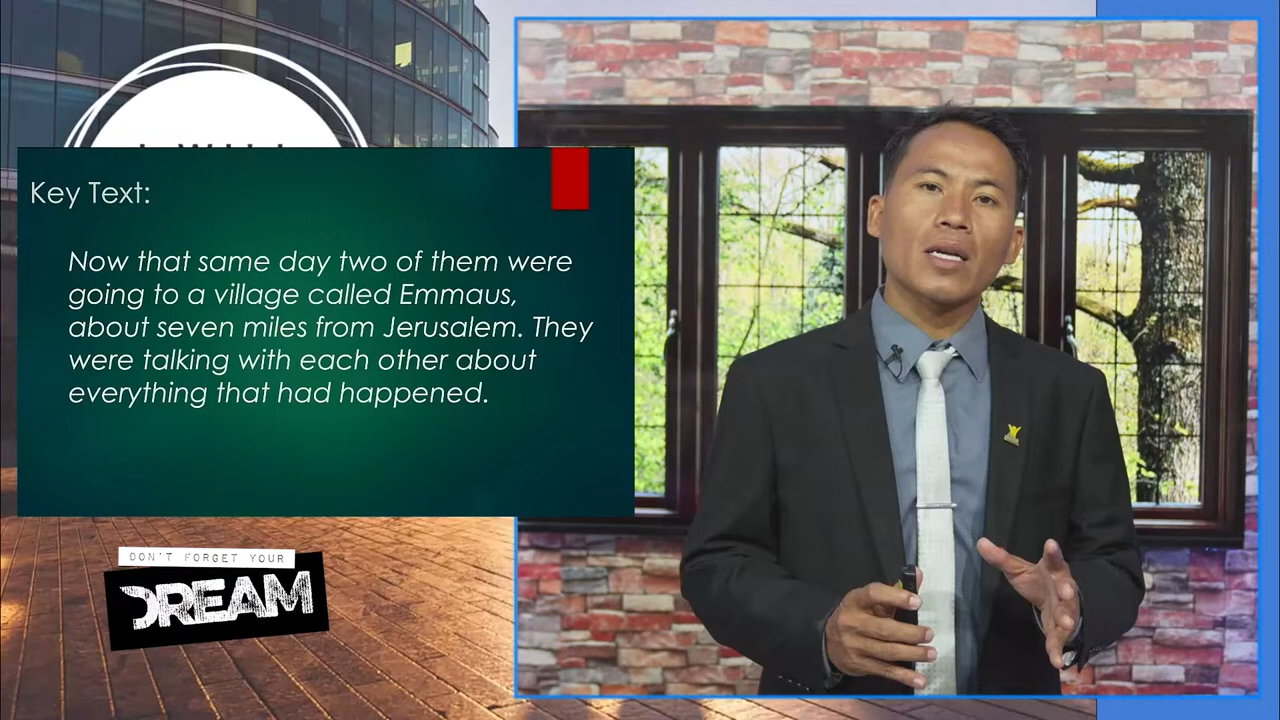 Key Text:
Now that same day two of them were
going to a village called Emmaus,
about seven miles from Jerusalem. They
were talking with each other about
everything that had happened.
DON'T FORGET YOUR
DREAM